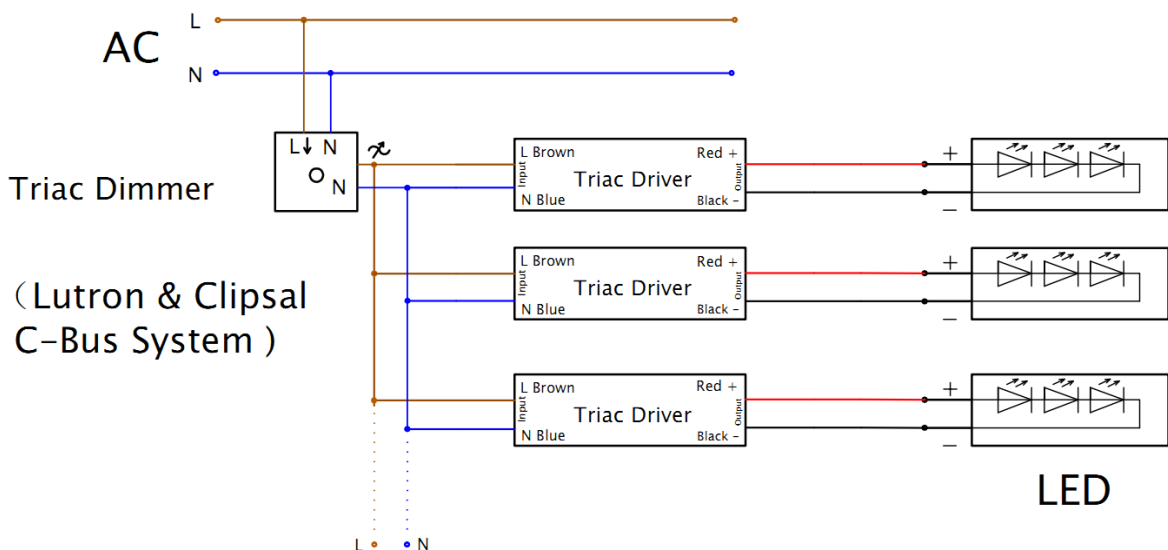 L
AC
N
L N
N
Triac Dimmer
（Lutron & Clipsal
C-Bus System )
L Brown
Input
N Blue
Triac Driver
Red +
Output
Black -
+
−
L Brown
Input
N Blue
Triac Driver
Red +
Output
Black -
+
−
L Brown
Input
N Blue
Triac Driver
Red +
Output
Black -
+
−
LED
L
N